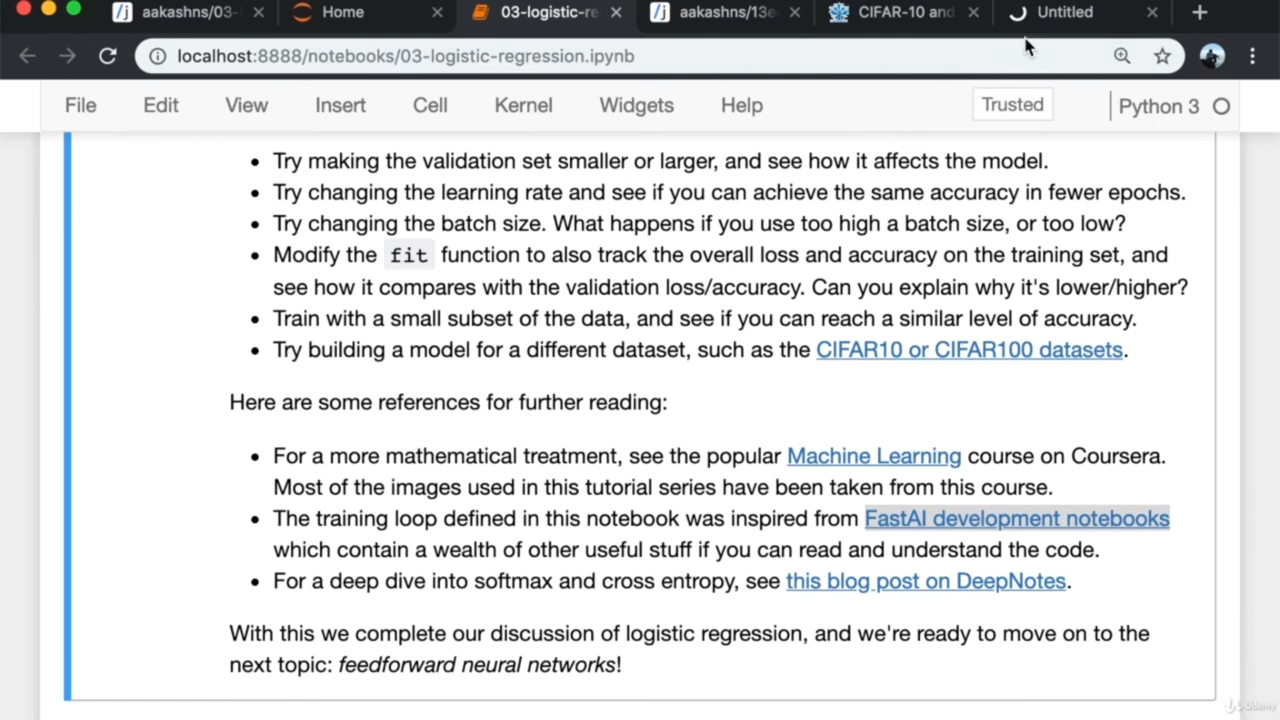 aakashns/03-
Home
03-logistic-re
aakashns/13e
CIFAR-10 and
Untitled
localhost:8888/notebooks/03-logistic-regression.ipynb
File Edit View Insert Cell Kernel Widgets Help Trusted Python 3
• Try making the validation set smaller or larger, and see how it affects the model.
• Try changing the learning rate and see if you can achieve the same accuracy in fewer epochs.
• Try changing the batch size. What happens if you use too high a batch size, or too low?
• Modify the fit function to also track the overall loss and accuracy on the training set, and
see how it compares with the validation loss/accuracy. Can you explain why it's lower/higher?
• Train with a small subset of the data, and see if you can reach a similar level of accuracy.
• Try building a model for a different dataset, such as the CIFAR10 or CIFAR100 datasets.
Here are some references for further reading:
• For a more mathematical treatment, see the popular Machine Learning course on Coursera.
Most of the images used in this tutorial series have been taken from this course.
• The training loop defined in this notebook was inspired from FastAI development notebooks
which contain a wealth of other useful stuff if you can read and understand the code.
• For a deep dive into softmax and cross entropy, see this blog post on DeepNotes.
With this we complete our discussion of logistic regression, and we're ready to move on to the
next topic: feedforward neural networks!
Udemy